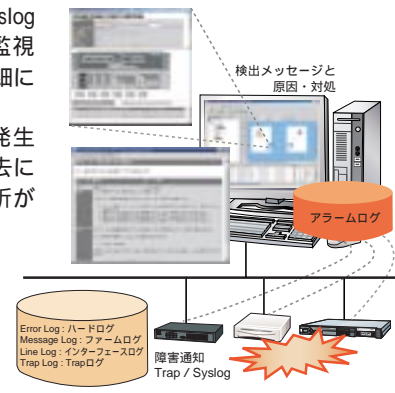 slog
監視
細に
発生
去に
析が
検出メッセージと
原因・対処
アラームログ
Error Log : ハードログ
Message Log : ファームログ
Line Log : インターフェースログ
Trap Log : Trapログ
障害通知
Trap / Syslog